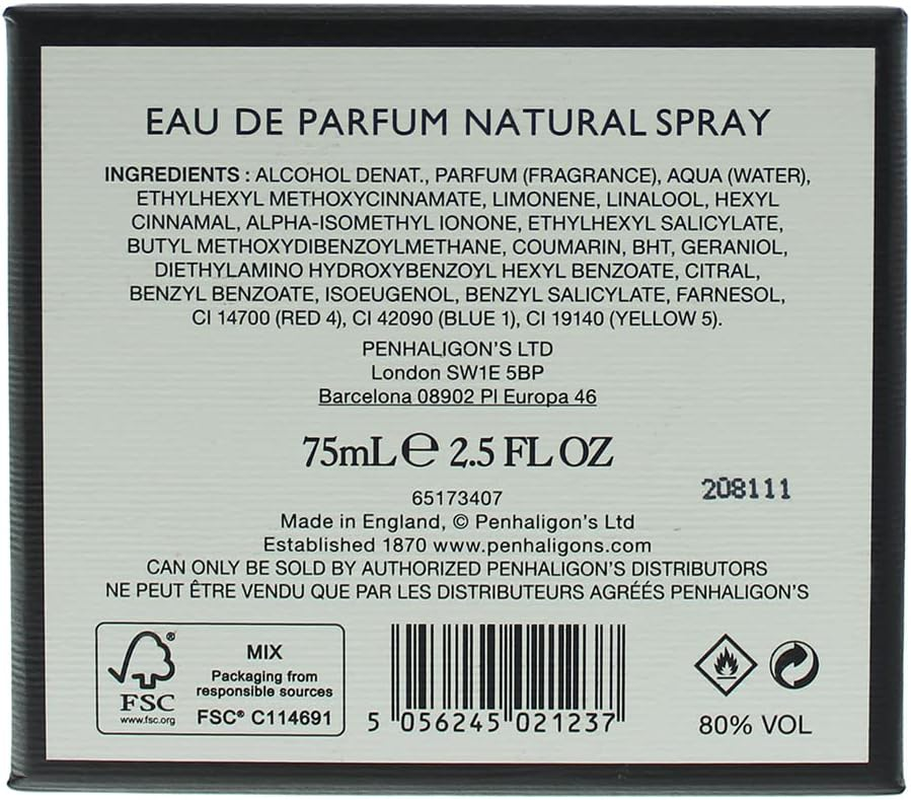 EAU DE PARFUM NATURAL SPRAY
INGREDIENTS : ALCOHOL DENAT., PARFUM (FRAGRANCE), AQUA (WATER),
ETHYLHEXYL METHOXYCINNAMATE, LIMONENE, LINALOOL, HEXYL
CINNAMAL, ALPHA-ISOMETHYL IONONE, ETHYLHEXYL SALICYLATE,
BUTYL METHOXYDIBENZOYLMETHANE, COUMARIN, BHT, GERANIOL,
DIETHYLAMINO HYDROXYBENZOYL HEXYL BENZOATE, CITRAL,
BENZYL BENZOATE, ISOEUGENOL, BENZYL SALICYLATE, FARNESOL,
CI 14700 (RED 4), CI 42090 (BLUE 1), CI 19140 (YELLOW 5).
PENHALIGON'S LTD
London SW1E 5BP
Barcelona 08902 Pl Europa 46
75mL ℮ 2.5 FL OZ
208111
65173407
Made in England, © Penhaligon's Ltd
Established 1870 www.penhaligons.com
CAN ONLY BE SOLD BY AUTHORIZED PENHALIGON'S DISTRIBUTORS
NE PEUT ÊTRE VENDU QUE PAR LES DISTRIBUTEURS AGRÉÉS PENHALIGON'S
FSC
www.fsc.org
MIX
Packaging from
responsible sources
FSC® C114691
5 056245 021237
80% VOL